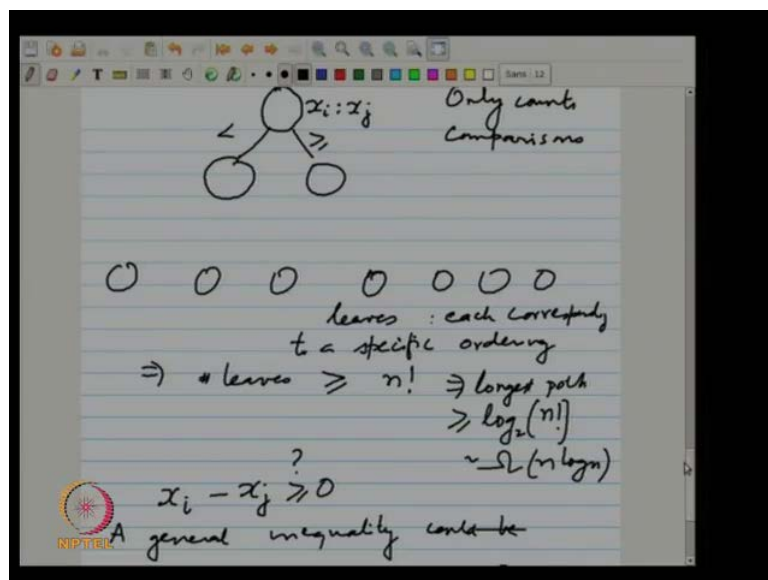 Sans 12
x_i : x_j
Only counts
comparisons
< ≥
leaves : each corresponds
to a specific ordering
⇒ # leaves ≥ n! ⇒ longest path
≥ log₂(n!)
~ Ω(n log n)
?
x_i - x_j ≥ 0
A general inequality could be
NPTEL